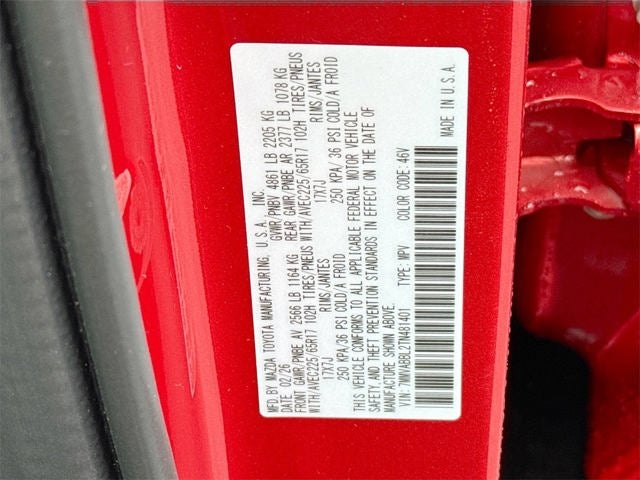 MFD. BY MAZDA TOYOTA MANUFACTURING, U.S.A., INC.
DATE: 02/26 GVWR/PNBV 4861 LB 2205 KG
FRONT GAWR/PNBE AV 2566 LB 1164 KG REAR GAWR/PNBE AR 2377 LB 1078 KG
WITH/AVEC225/65R17 102H TIRES/PNEUS WITH/AVEC225/65R17 102H TIRES/PNEUS
17X7J RIMS/JANTES 17X7J RIMS/JANTES
250 KPA/36 PSI COLD/A FROID 250 KPA/ 36 PSI COLD/A FROID
THIS VEHICLE CONFORMS TO ALL APPLICABLE FEDERAL MOTOR VEHICLE
SAFETY, AND THEFT PREVENTION STANDARDS IN EFFECT ON THE DATE OF
MANUFACTURE SHOWN ABOVE.
VIN: 7MMVABBL2TN481401 TYPE: MPV COLOR CODE: 46V
MADE IN U.S.A.